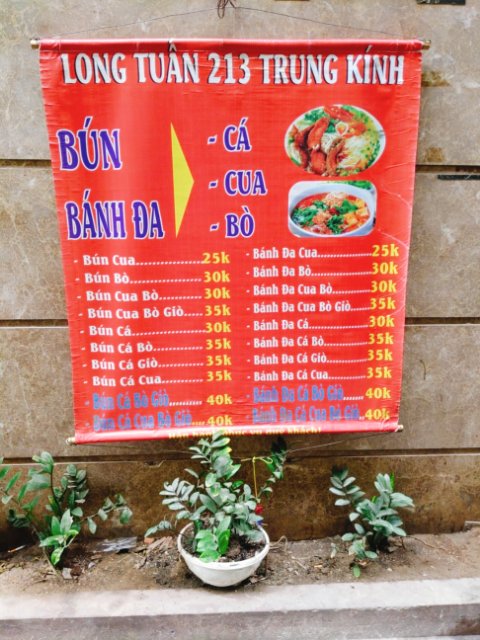 LONG TUẤN 213 TRUNG KÍNH
BÚN
BÁNH ĐA
- CÁ
- CUA
- BÒ
- Bún Cua...................25k
- Bún Bò...................30k
- Bún Cua Bò............30k
- Bún Cua Bò Giò.....35k
- Bún Cá...................30k
- Bún Cá Bò..............35k
- Bún Cá Giò.............35k
- Bún Cá Cua............35k
- Bún Cá Bò Giò........40k
- Bún Cá Cua Bò Giò...40k
- Bánh Đa Cua...................25k
- Bánh Đa Bò...................30k
- Bánh Đa Cua Bò............30k
- Bánh Đa Cua Bò Giò.....35k
- Bánh Đa Cá...................30k
- Bánh Đa Cá Bò..............35k
- Bánh Đa Cá Giò.............35k
- Bánh Đa Cá Cua............35k
- Bánh Đa Cá Bò Giò........40k
- Bánh Đa Cá Cua Bò Giò..40k